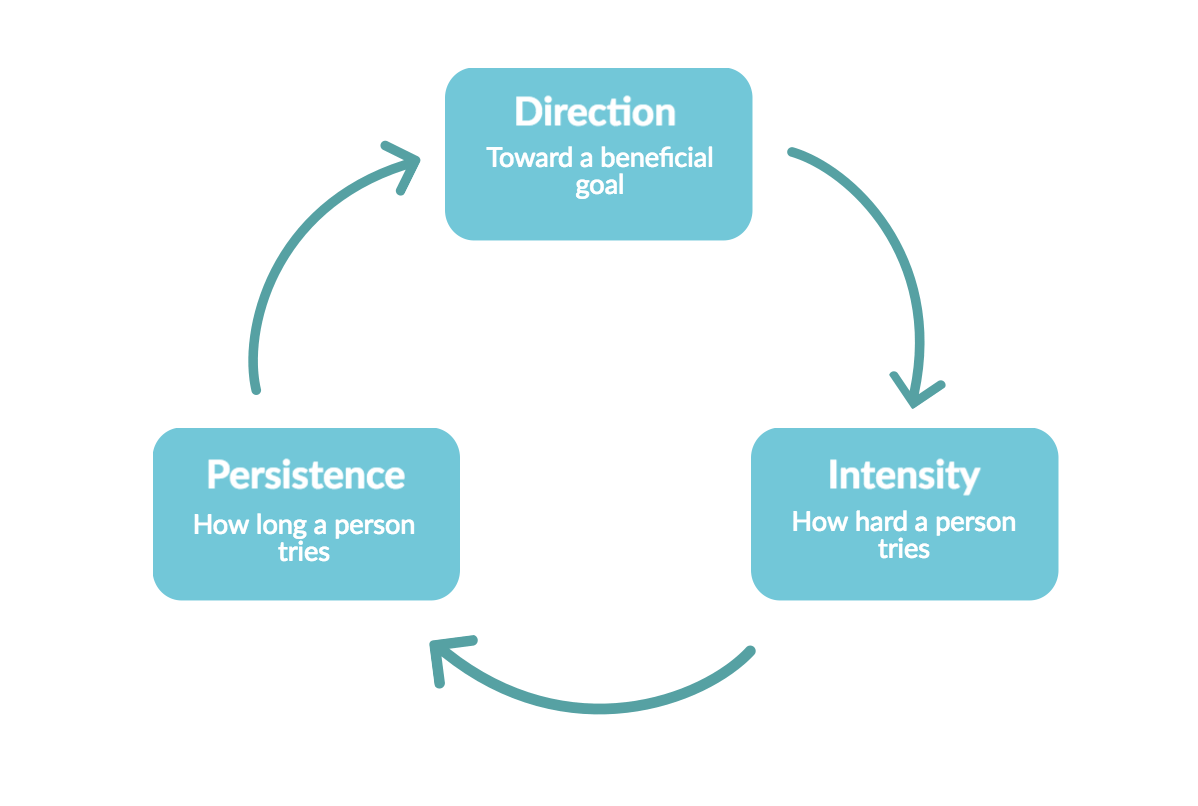 Direction
Toward a beneficial
goal
Persistence
How long a person
tries
Intensity
How hard a person
tries